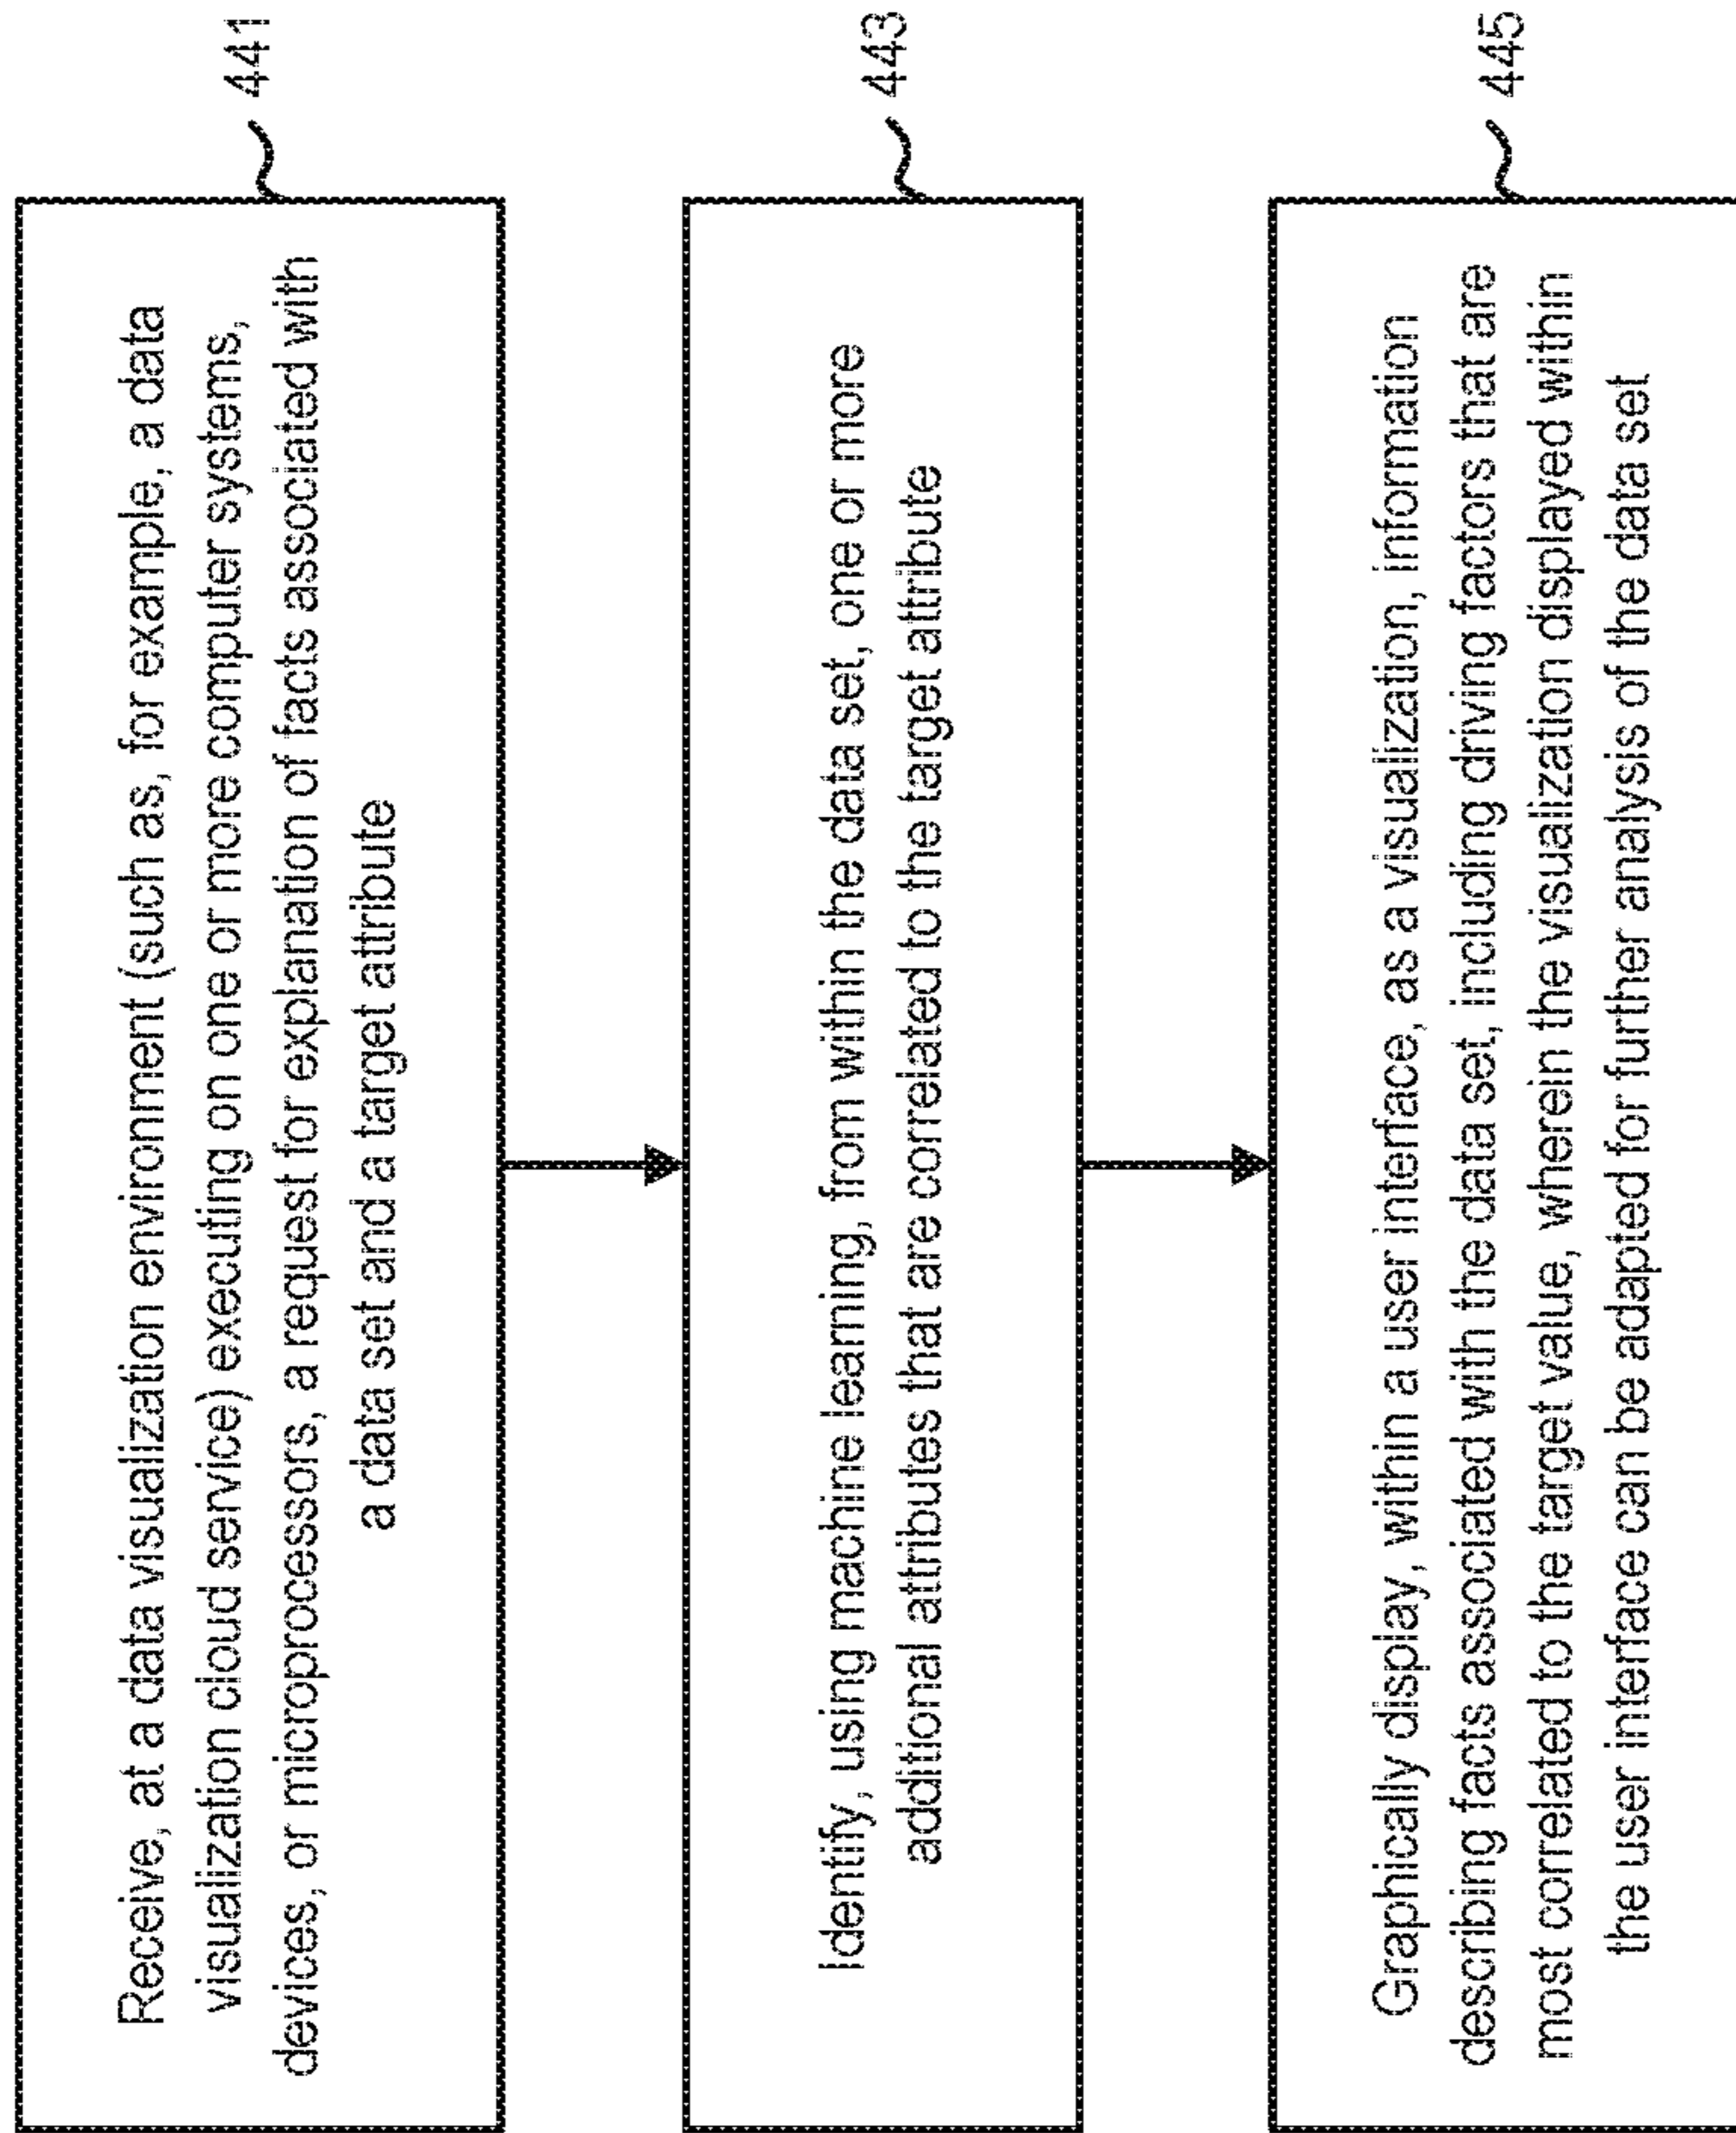 Receive, at a data visualization environment (such as, for example, a data
visualization cloud service) executing on one or more computer systems,
devices, or microprocessors, a request for explanation of facts associated with
a data set and a target attribute
441
Identify, using machine learning, from within the data set, one or more
additional attributes that are correlated to the target attribute
443
Graphically display, within a user interface, as a visualization, information
describing facts associated with the data set, including driving factors that are
most correlated to the target value, wherein the visualization displayed within
the user interface can be adapted for further analysis of the data set
445